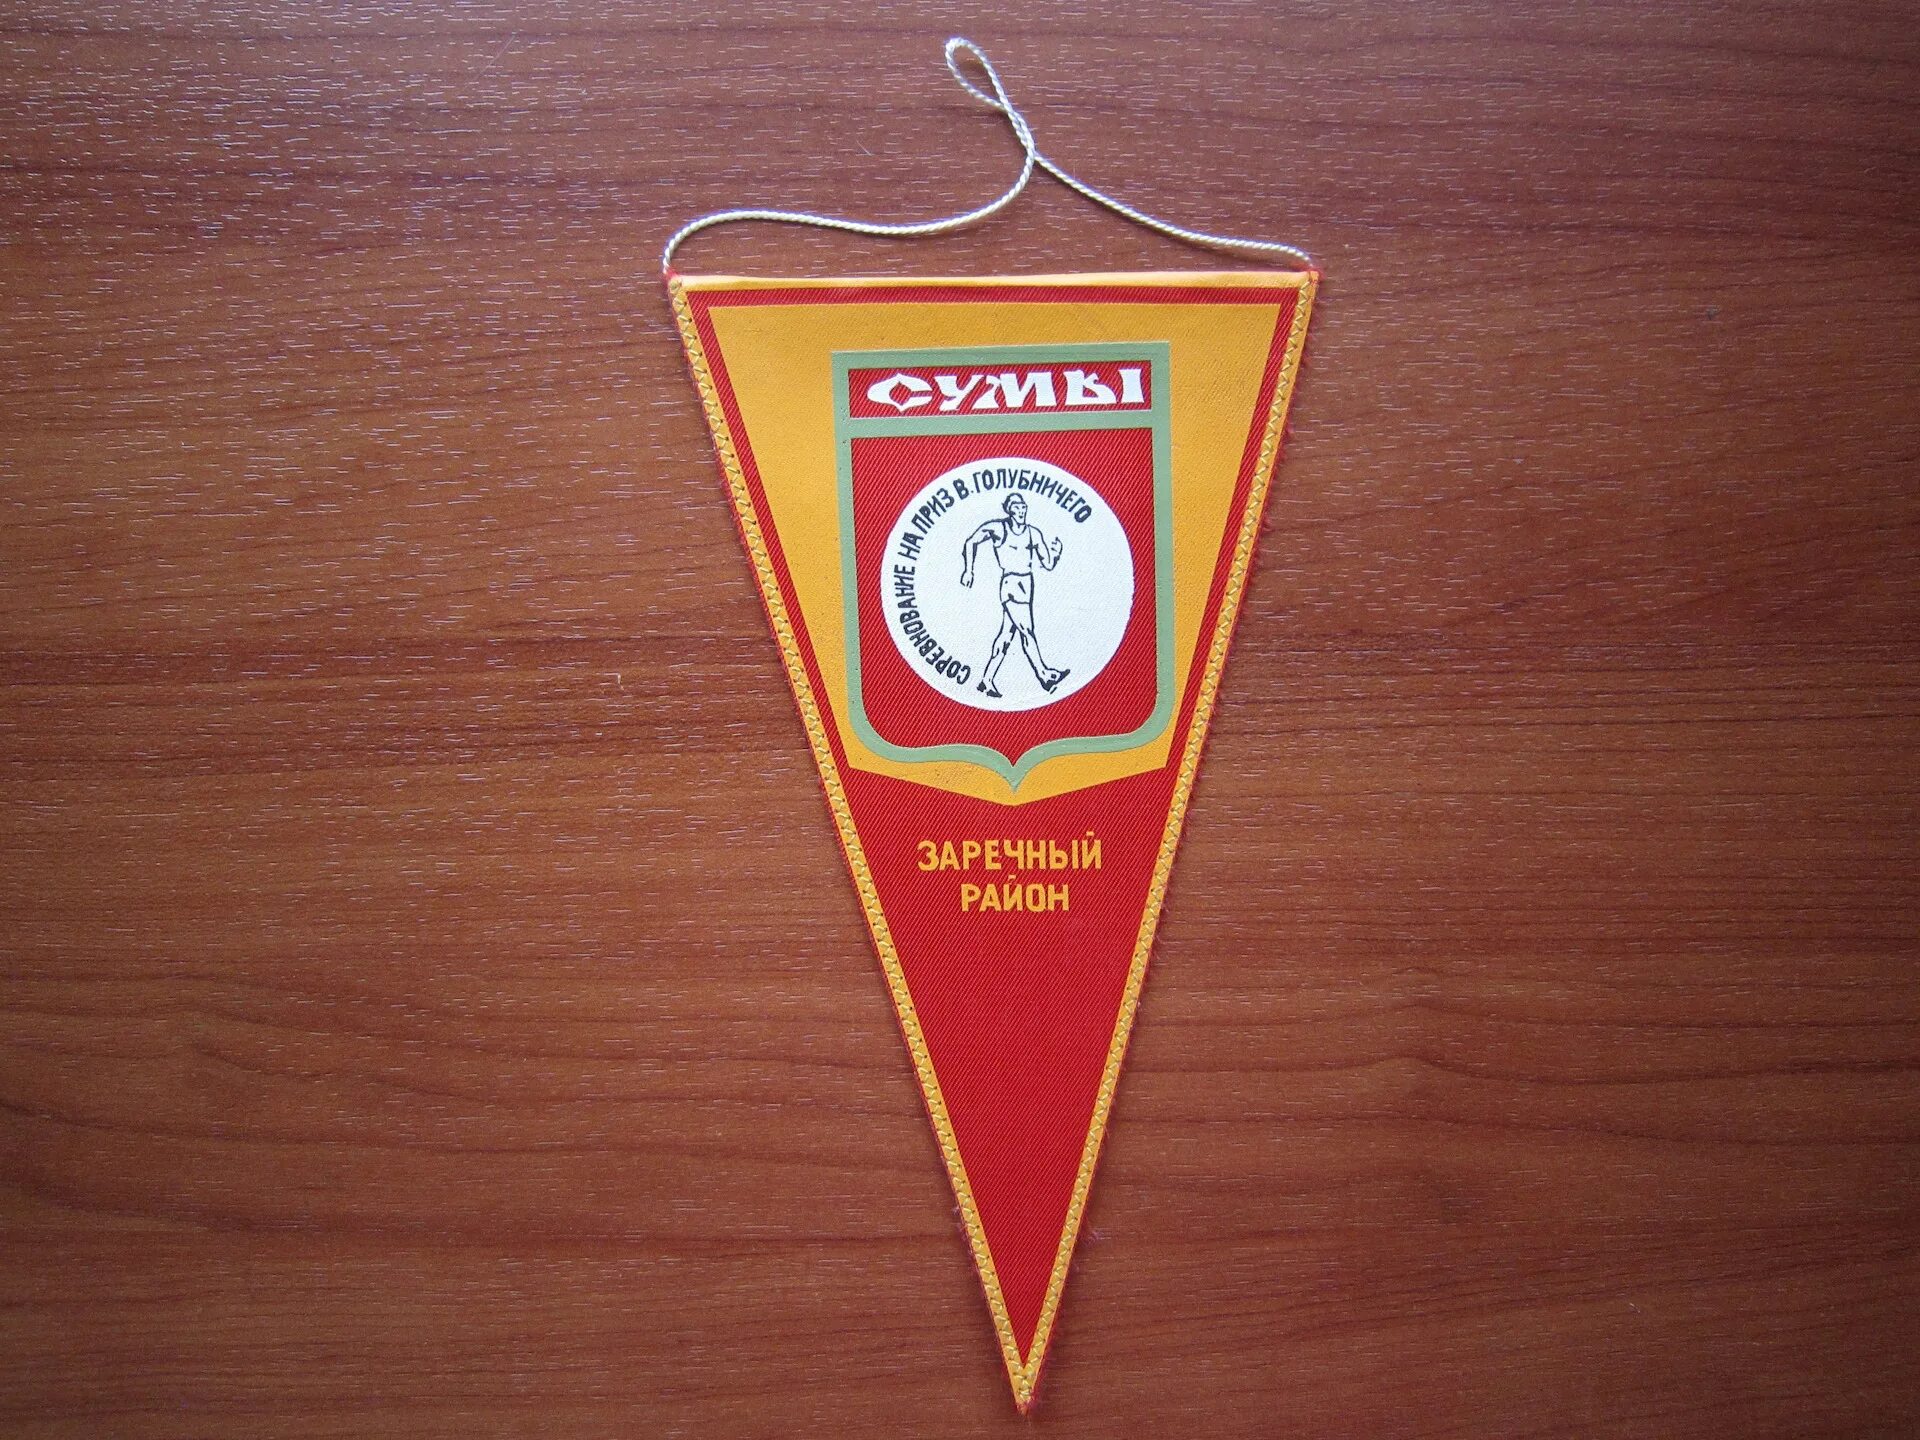 СУМЫ
СОРЕВНОВАНИЕ НА ПРИЗ В. ГОЛУБНИЧЕГО
ЗАРЕЧНЫЙ
РАЙОН